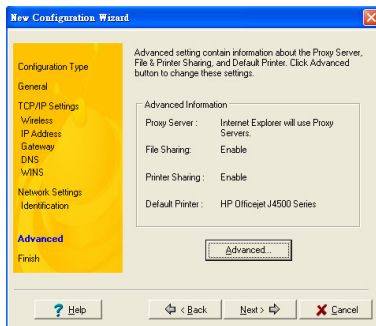 New Configuration Wizard
Configuration Type
General
TCP/IP Settings
Wireless
IP Address
Gateway
DNS
WINS
Network Settings
Identification
Advanced
Finish
Advanced setting contain information about the Proxy Server,
File & Printer Sharing, and Default Printer. Click Advanced
button to change these settings.
Advanced Information
Proxy Server : Internet Explorer will use Proxy
Servers.
File Sharing: Enable
Printer Sharing : Enable
Default Printer : HP Officejet J4500 Series
Advanced...
? Help
< Back
Next >
Cancel